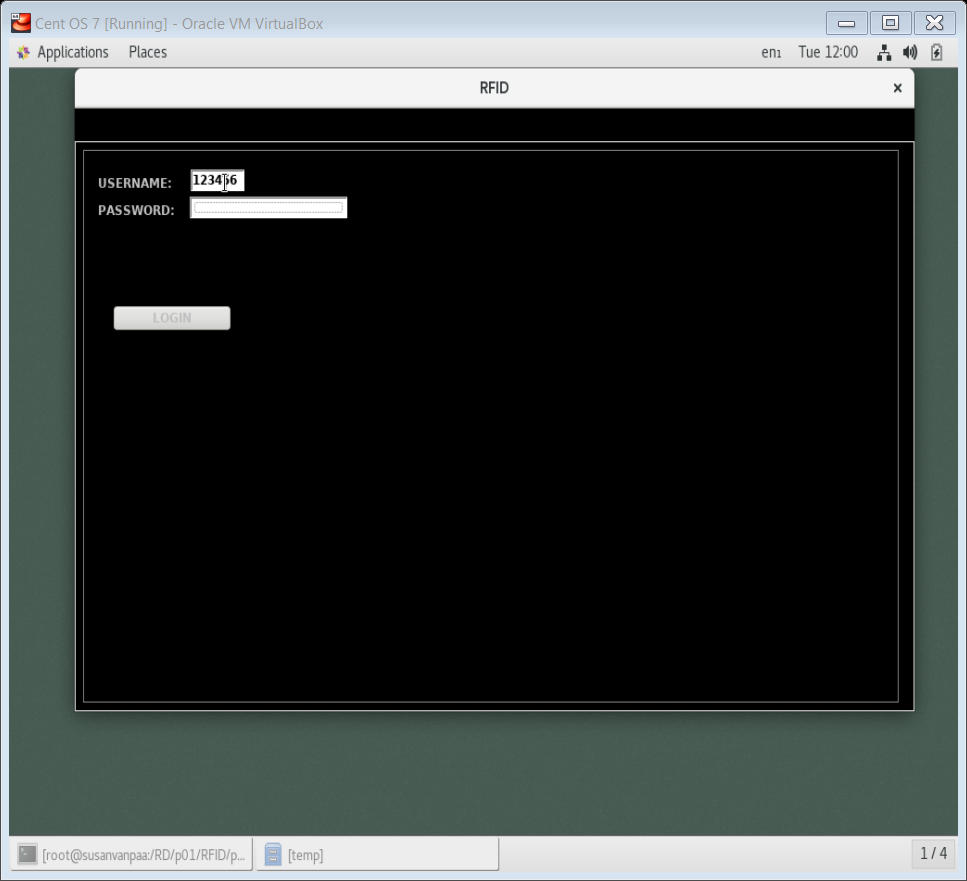 Cent OS 7 [Running] - Oracle VM VirtualBox
Applications Places en1 Tue 12:00
RFID
USERNAME: 123456
PASSWORD:
LOGIN
[root@susanvanpaa:/RD/p01/RFID/p... [temp] 1 / 4